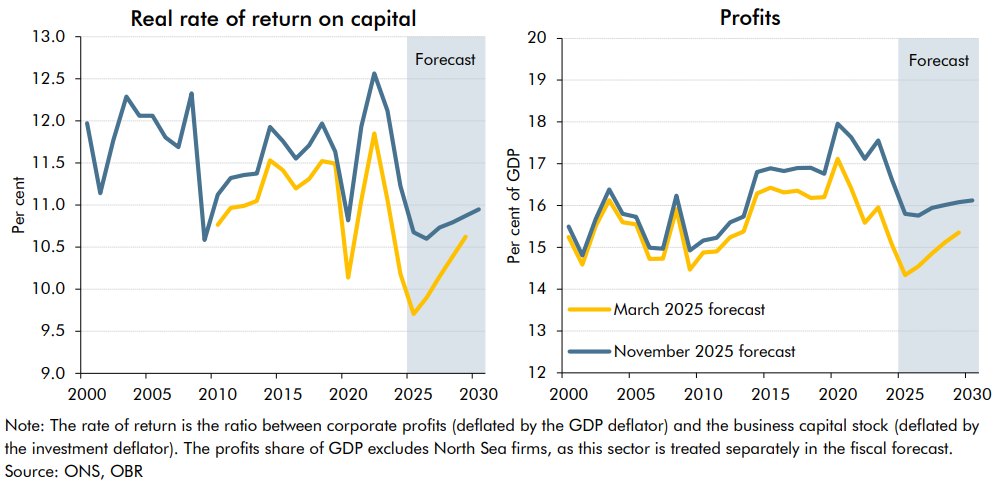 Real rate of return on capital
13.0
12.5
12.0
11.5
11.0
10.5
10.0
9.5
9.0
Per cent
Forecast
2000 2005 2010 2015 2020 2025 2030
Profits
20
19
18
17
16
15
14
13
12
Per cent of GDP
Forecast
March 2025 forecast
November 2025 forecast
2000 2005 2010 2015 2020 2025 2030
Note: The rate of return is the ratio between corporate profits (deflated by the GDP deflator) and the business capital stock (deflated by
the investment deflator). The profits share of GDP excludes North Sea firms, as this sector is treated separately in the fiscal forecast.
Source: ONS, OBR